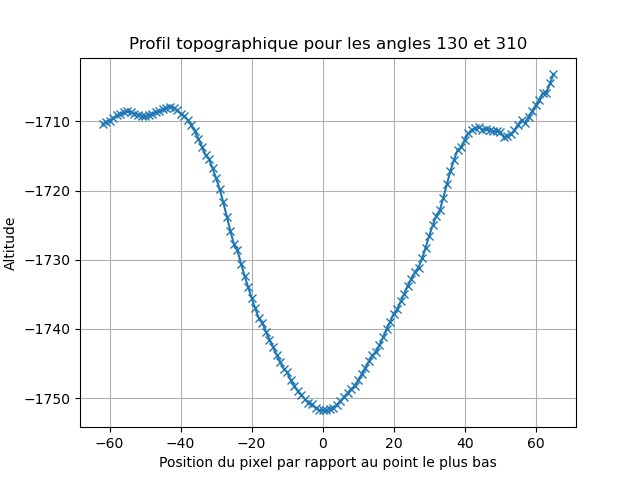 Profil topographique pour les angles 130 et 310
Altitude
−1710
−1720
−1730
−1740
−1750
−60 −40 −20 0 20 40 60
Position du pixel par rapport au point le plus bas